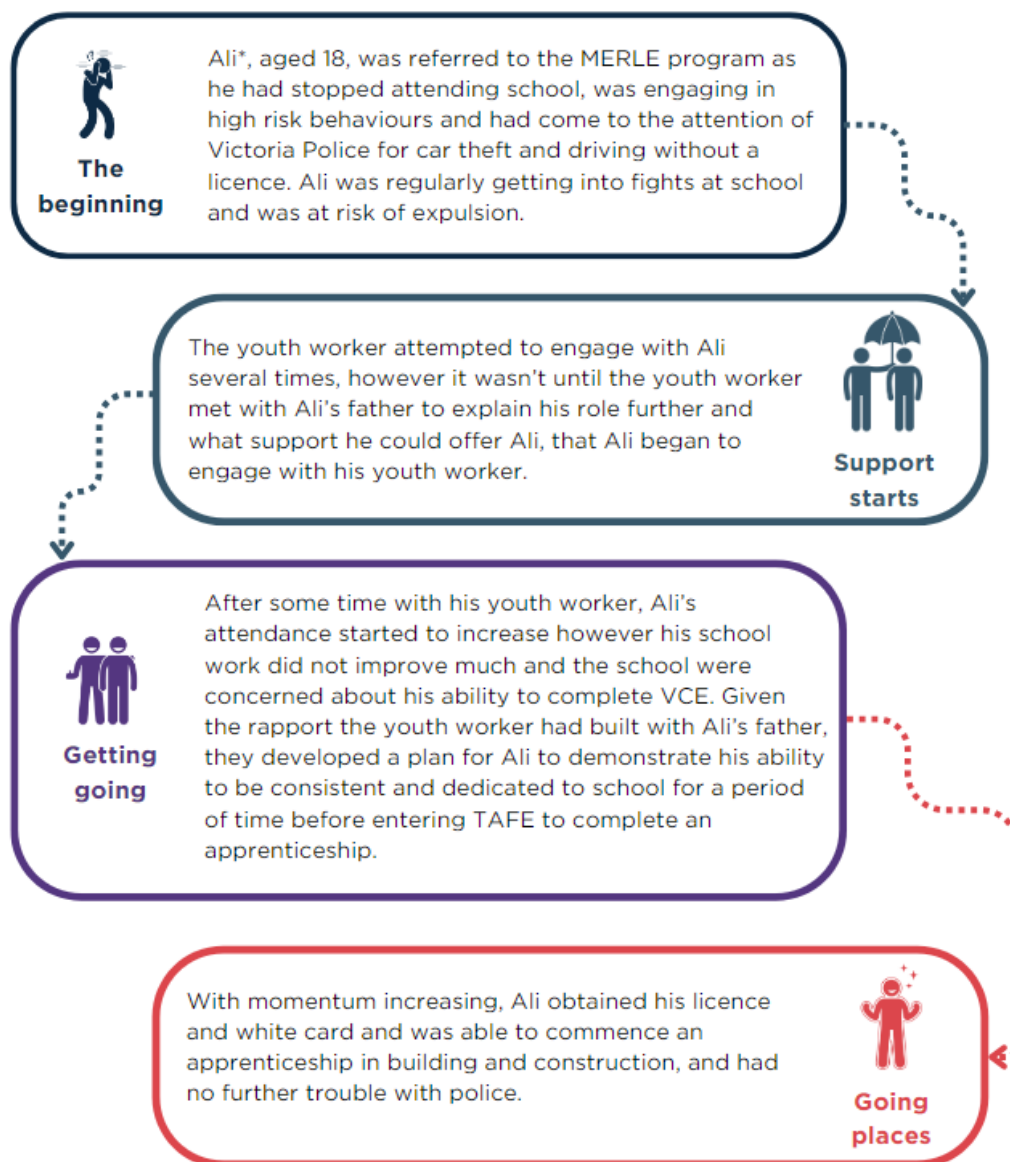 Ali*, aged 18, was referred to the MERLE program as
he had stopped attending school, was engaging in
high risk behaviours and had come to the attention of
Victoria Police for car theft and driving without a
licence. Ali was regularly getting into fights at school
and was at risk of expulsion.
The
beginning
The youth worker attempted to engage with Ali
several times, however it wasn't until the youth worker
met with Ali's father to explain his role further and
what support he could offer Ali, that Ali began to
engage with his youth worker.
Support
starts
After some time with his youth worker, Ali's
attendance started to increase however his school
work did not improve much and the school were
concerned about his ability to complete VCE. Given
the rapport the youth worker had built with Ali's father,
they developed a plan for Ali to demonstrate his ability
to be consistent and dedicated to school for a period
of time before entering TAFE to complete an
apprenticeship.
Getting
going
With momentum increasing, Ali obtained his licence
and white card and was able to commence an
apprenticeship in building and construction, and had
no further trouble with police.
Going
places